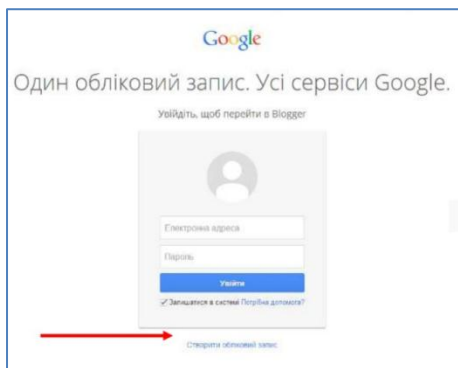 Google
Один обліковий запис. Усі сервіси Google.
Увійдіть, щоб перейти в Blogger
Електронна адреса
Пароль
Увійти
Залишатися в системі Потрібна допомога?
Створити обліковий запис